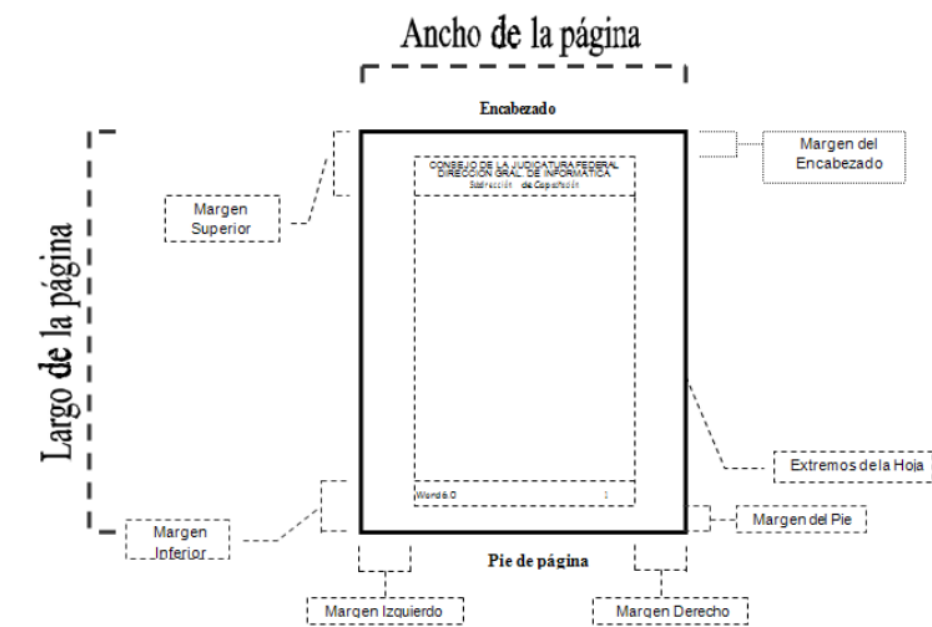 Ancho de la página
Encabezado
Margen del
Encabezado
CONSEJO DE LA JUDICATURA FEDERAL
DIRECCIÓN GRAL. DE INFORMÁTICA
de Capacitación
Margen
Superior
Largo de la página
Extremos de la Hoja
Word 6.0 1
Margen del Pie
Margen
Inferior
Pie de página
Margen Izquierdo
Margen Derecho